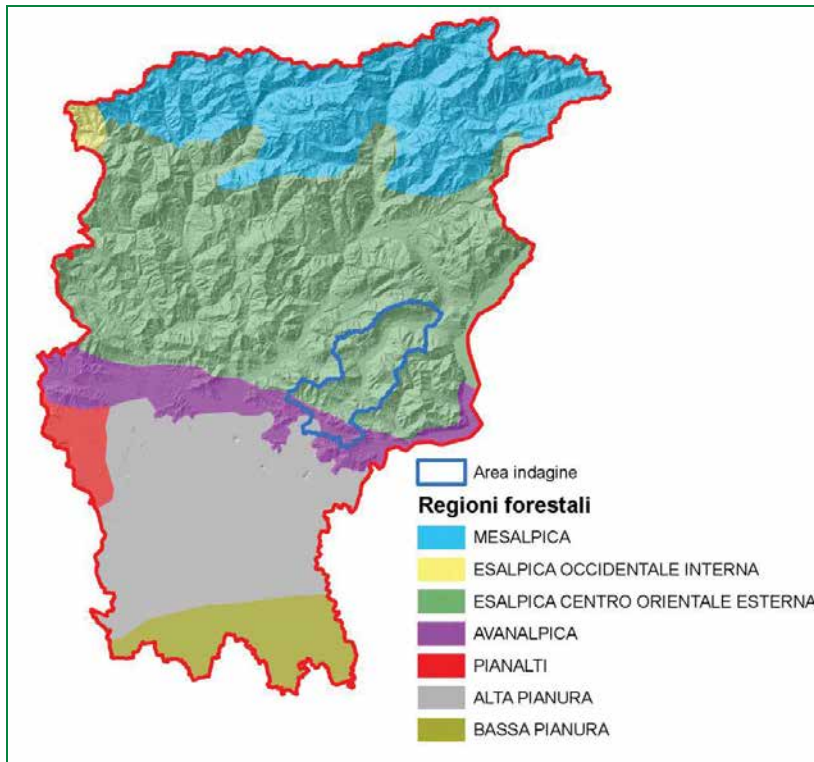 Area indagine
Regioni forestali
MESALPICA
ESALPICA OCCIDENTALE INTERNA
ESALPICA CENTRO ORIENTALE ESTERNA
AVANALPICA
PIANALTI
ALTA PIANURA
BASSA PIANURA